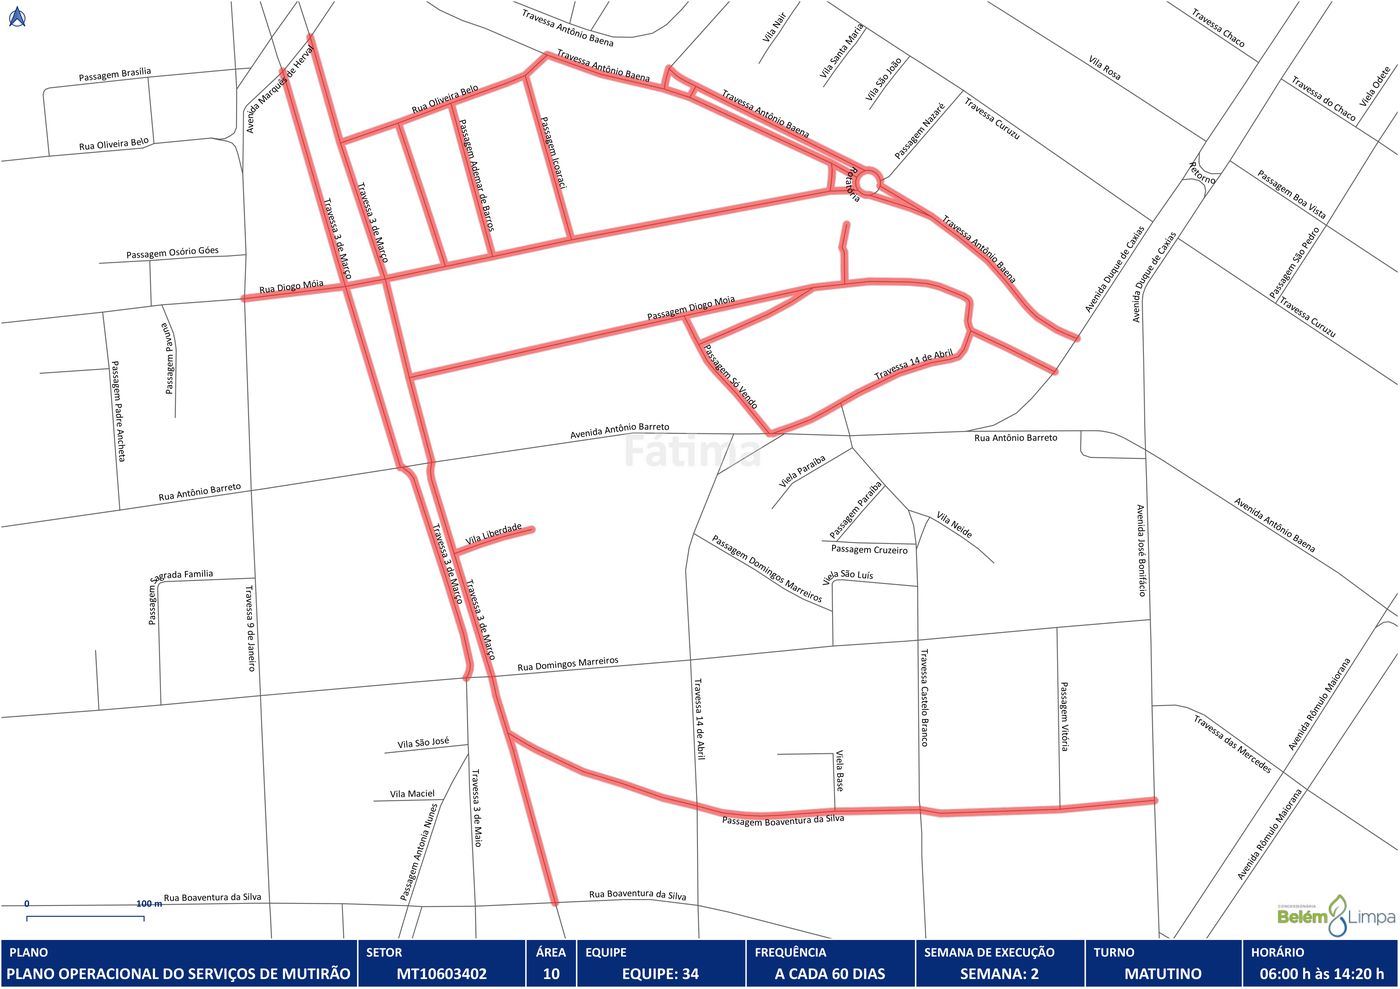 Travessa Antônio Baena
Vila Nair
Vila Santa Maria
Vila São João
Vila Rosa
Travessa Chaco
Travessa do Chaco
Viela Odete
Passagem Brasília
Avenida Marquês de Herval
Travessa Antônio Baena
Rua Oliveira Belo
Travessa Antônio Baena
Passagem Nazaré
Travessa Curuzu
Rua Oliveira Belo
Passagem Ademar de Barros
Passagem Icoaraci
Rotatória
Retorno
Passagem Boa Vista
Travessa 3 de Março
Travessa 3 de Março
Travessa Antônio Baena
Avenida Duque de Caxias
Avenida Duque de Caxias
Passagem São Pedro
Passagem Osório Góes
Rua Diogo Móia
Passagem Diogo Moia
Travessa Curuzu
Passagem Pavuna
Passagem Padre Ancheta
Passagem Só Vendo
Travessa 14 de Abril
Avenida Antônio Barreto
Fátima
Rua Antônio Barreto
Rua Antônio Barreto
Viela Paraíba
Passagem Paraíba
Vila Neide
Avenida José Bonifácio
Avenida Antônio Baena
Travessa 3 de Março
Vila Liberdade
Passagem Cruzeiro
Passagem Domingos Marreiros
Viela São Luís
Passagem Sagrada Familia
Travessa 9 de Janeiro
Travessa 3 de Março
Rua Domingos Marreiros
Travessa 14 de Abril
Travessa Castelo Branco
Passagem Vitória
Avenida Rômulo Maiorana
Travessa das Mercedes
Vila São José
Vila Maciel
Travessa 3 de Maio
Passagem Antonia Nunes
Viela Base
Passagem Boaventura da Silva
Avenida Rômulo Maiorana
Rua Boaventura da Silva
Rua Boaventura da Silva
0 100 m
CONCESSIONÁRIA
Belém Limpa
PLANO
PLANO OPERACIONAL DO SERVIÇOS DE MUTIRÃO
SETOR
MT10603402
ÁREA
10
EQUIPE
EQUIPE: 34
FREQUÊNCIA
A CADA 60 DIAS
SEMANA DE EXECUÇÃO
SEMANA: 2
TURNO
MATUTINO
HORÁRIO
06:00 h às 14:20 h